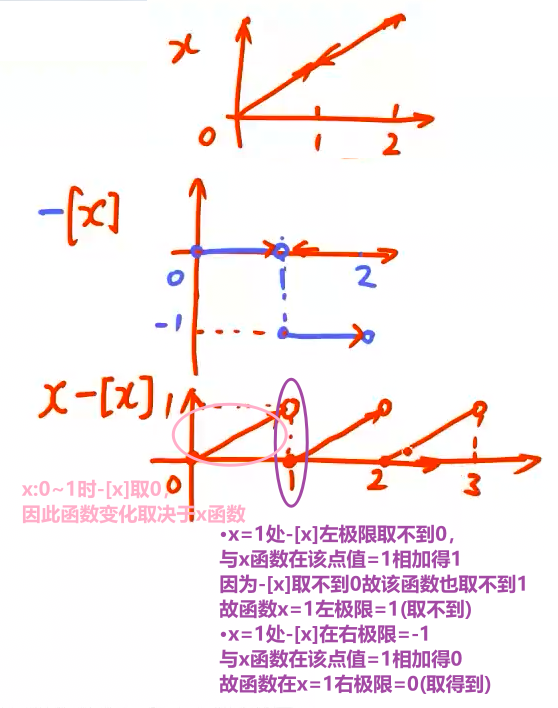 x
0 1 2
-[x]
0 1 2
-1
x-[x] 1
0 1 2 3
x:0~1时-[x]取0,
因此函数变化取决于x函数
•x=1处-[x]左极限取不到0,
与x函数在该点值=1相加得1
因为-[x]取不到0故该函数也取不到1
故函数x=1左极限=1(取不到)
•x=1处-[x]在右极限=-1
与x函数在该点值=1相加得0
故函数在x=1右极限=0(取得到)